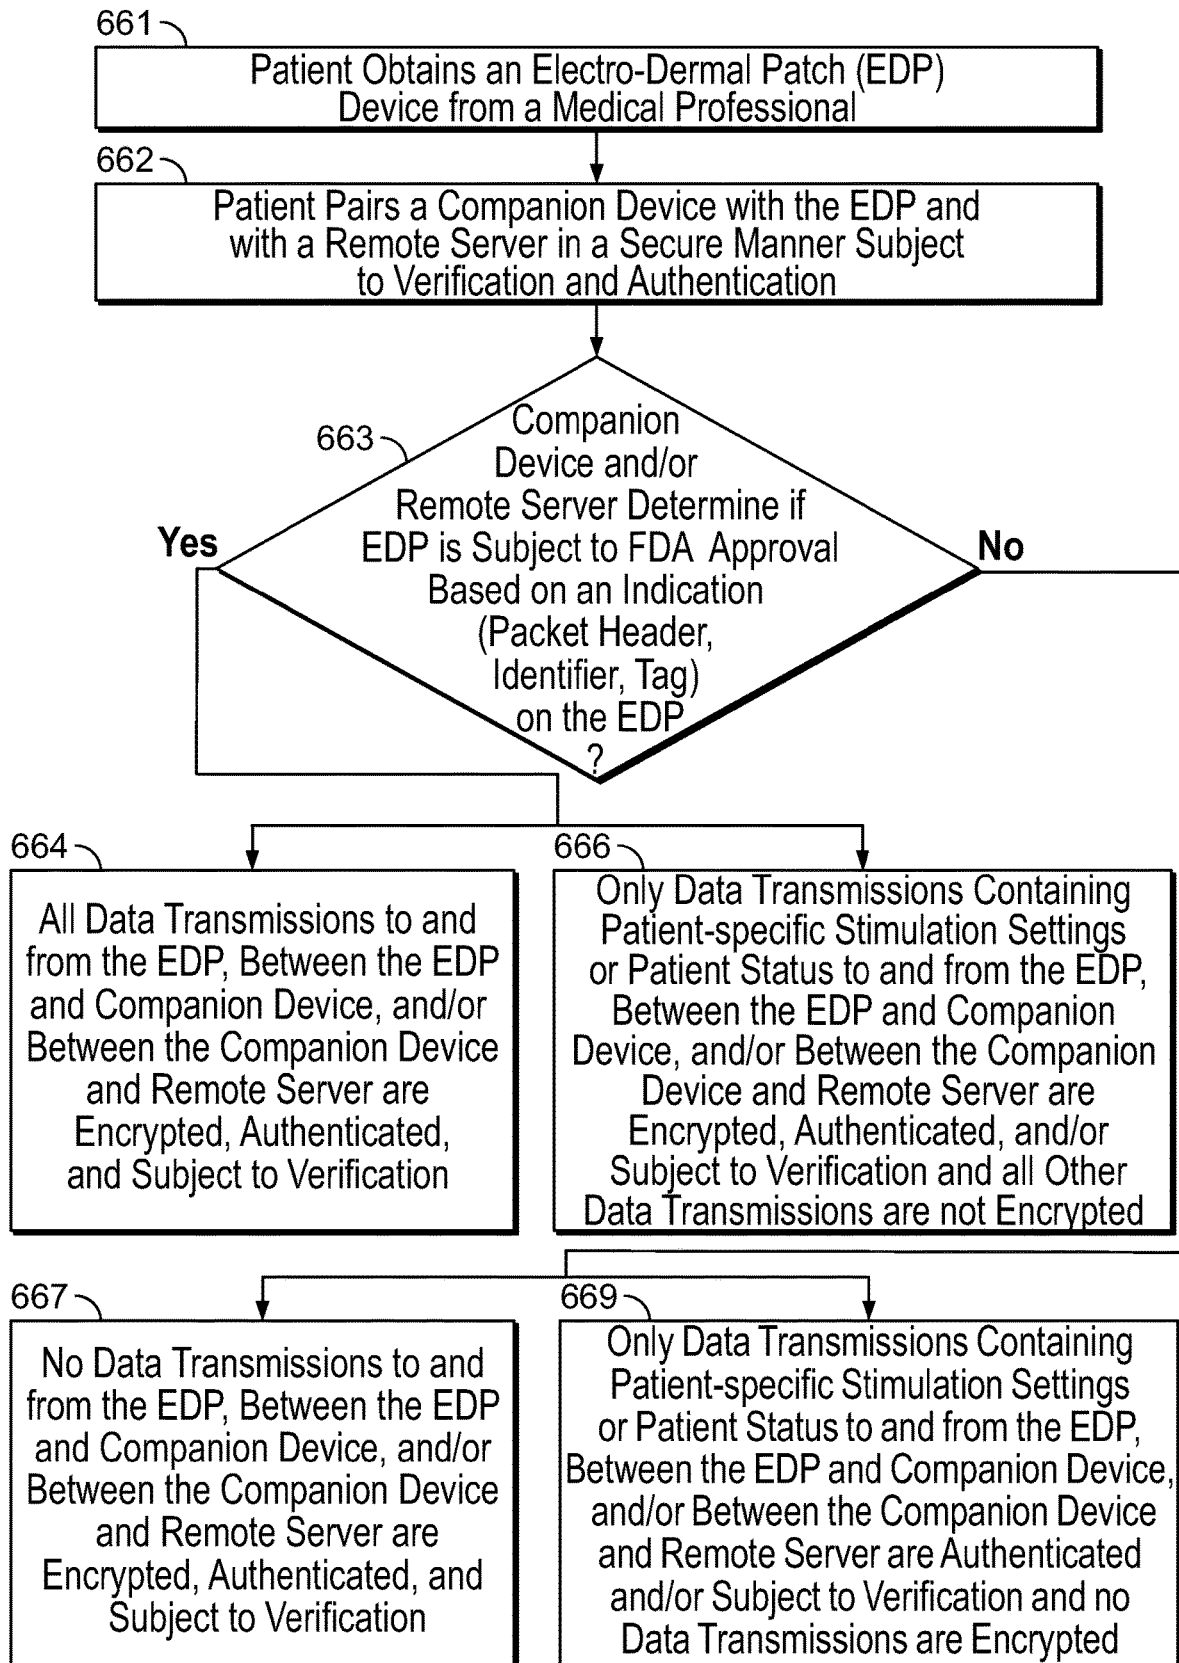 661
Patient Obtains an Electro-Dermal Patch (EDP)
Device from a Medical Professional
662
Patient Pairs a Companion Device with the EDP and
with a Remote Server in a Secure Manner Subject
to Verification and Authentication
663
Companion
Device and/or
Remote Server Determine if
EDP is Subject to FDA Approval
Based on an Indication
(Packet Header,
Identifier, Tag)
on the EDP
?
Yes
No
664
All Data Transmissions to and
from the EDP, Between the EDP
and Companion Device, and/or
Between the Companion Device
and Remote Server are
Encrypted, Authenticated,
and Subject to Verification
666
Only Data Transmissions Containing
Patient-specific Stimulation Settings
or Patient Status to and from the EDP,
Between the EDP and Companion
Device, and/or Between the Companion
Device and Remote Server are
Encrypted, Authenticated, and/or
Subject to Verification and all Other
Data Transmissions are not Encrypted
667
No Data Transmissions to and
from the EDP, Between the EDP
and Companion Device, and/or
Between the Companion Device
and Remote Server are
Encrypted, Authenticated, and
Subject to Verification
669
Only Data Transmissions Containing
Patient-specific Stimulation Settings
or Patient Status to and from the EDP,
Between the EDP and Companion Device,
and/or Between the Companion Device
and Remote Server are Authenticated
and/or Subject to Verification and no
Data Transmissions are Encrypted